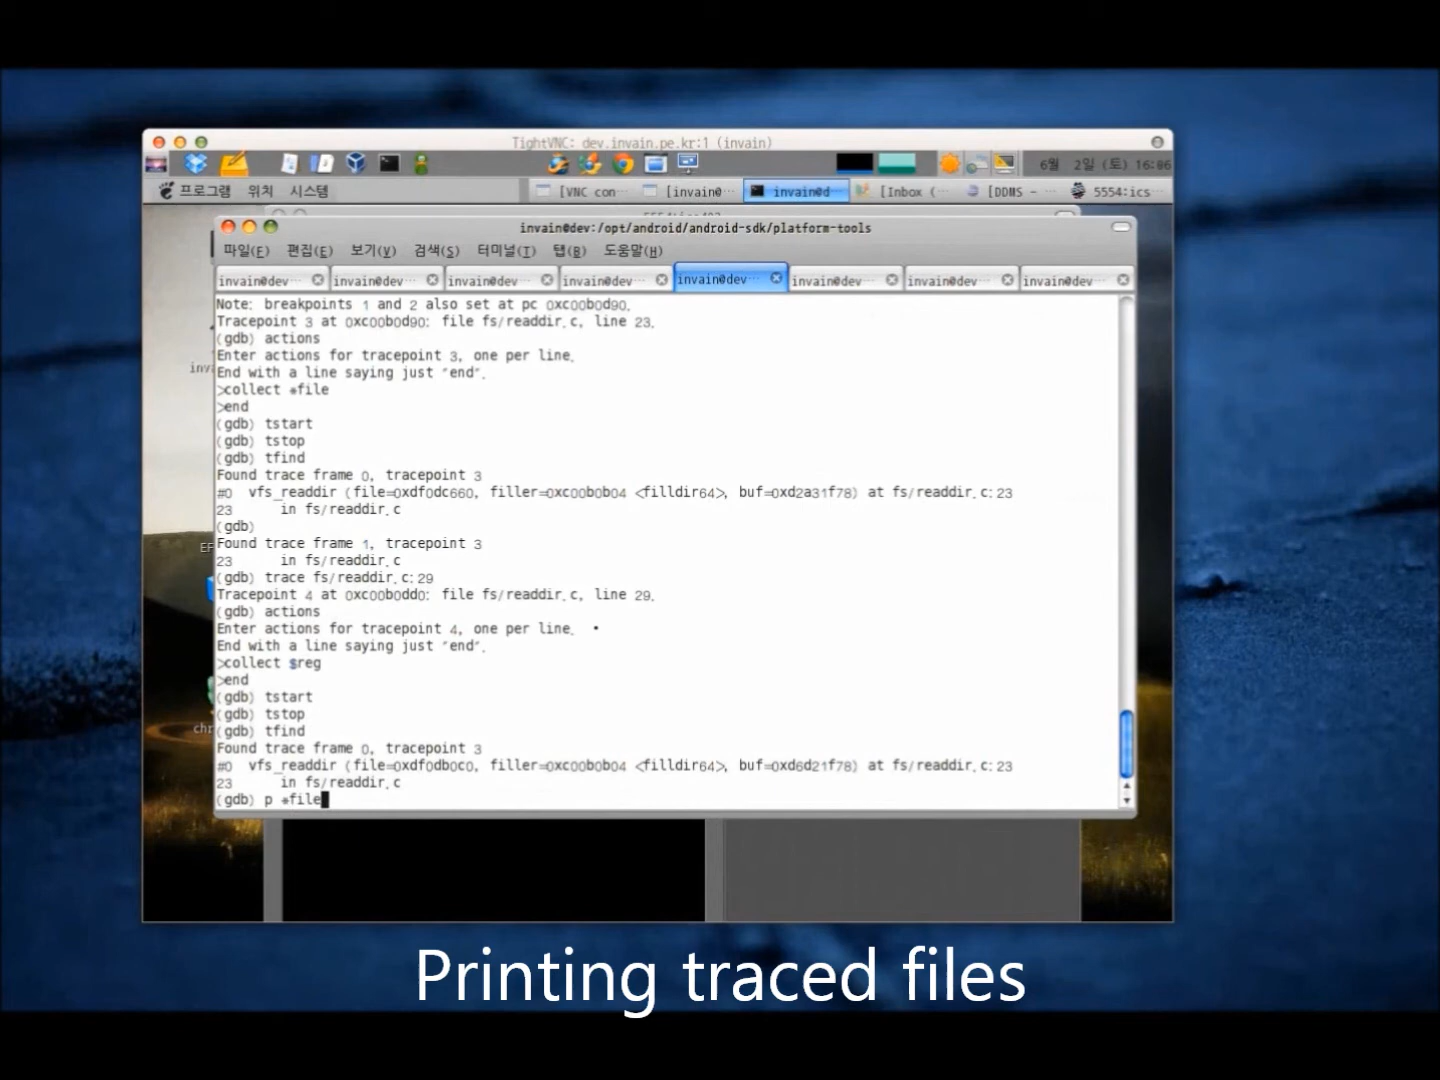 TightVNC: dev.invain.pe.kr:1 (invain)
6월 2일 (토) 16:06
프로그램 위치 시스템
[VNC con… [invain@… invain@d… [Inbox (… [DDMS - … 5554:ics…
invain@dev:/opt/android/android-sdk/platform-tools
파일(F) 편집(E) 보기(V) 검색(S) 터미널(T) 탭(B) 도움말(H)
invain@dev… invain@dev… invain@dev… invain@dev… invain@dev… invain@dev… invain@dev… invain@dev…
Note: breakpoints 1 and 2 also set at pc 0xc00b0d90.
Tracepoint 3 at 0xc00b0d90: file fs/readdir.c, line 23.
(gdb) actions
Enter actions for tracepoint 3, one per line.
End with a line saying just "end".
>collect *file
>end
(gdb) tstart
(gdb) tstop
(gdb) tfind
Found trace frame 0, tracepoint 3
#0 vfs_readdir (file=0xdf0dc660, filler=0xc00b0b04 <filldir64>, buf=0xd2a31f78) at fs/readdir.c:23
23 in fs/readdir.c
(gdb)
Found trace frame 1, tracepoint 3
23 in fs/readdir.c
(gdb) trace fs/readdir.c:29
Tracepoint 4 at 0xc00b0dd0: file fs/readdir.c, line 29.
(gdb) actions
Enter actions for tracepoint 4, one per line.
End with a line saying just "end".
>collect $reg
>end
(gdb) tstart
(gdb) tstop
(gdb) tfind
Found trace frame 0, tracepoint 3
#0 vfs_readdir (file=0xdf0db0c0, filler=0xc00b0b04 <filldir64>, buf=0xd6d21f78) at fs/readdir.c:23
23 in fs/readdir.c
(gdb) p *file
Printing traced files